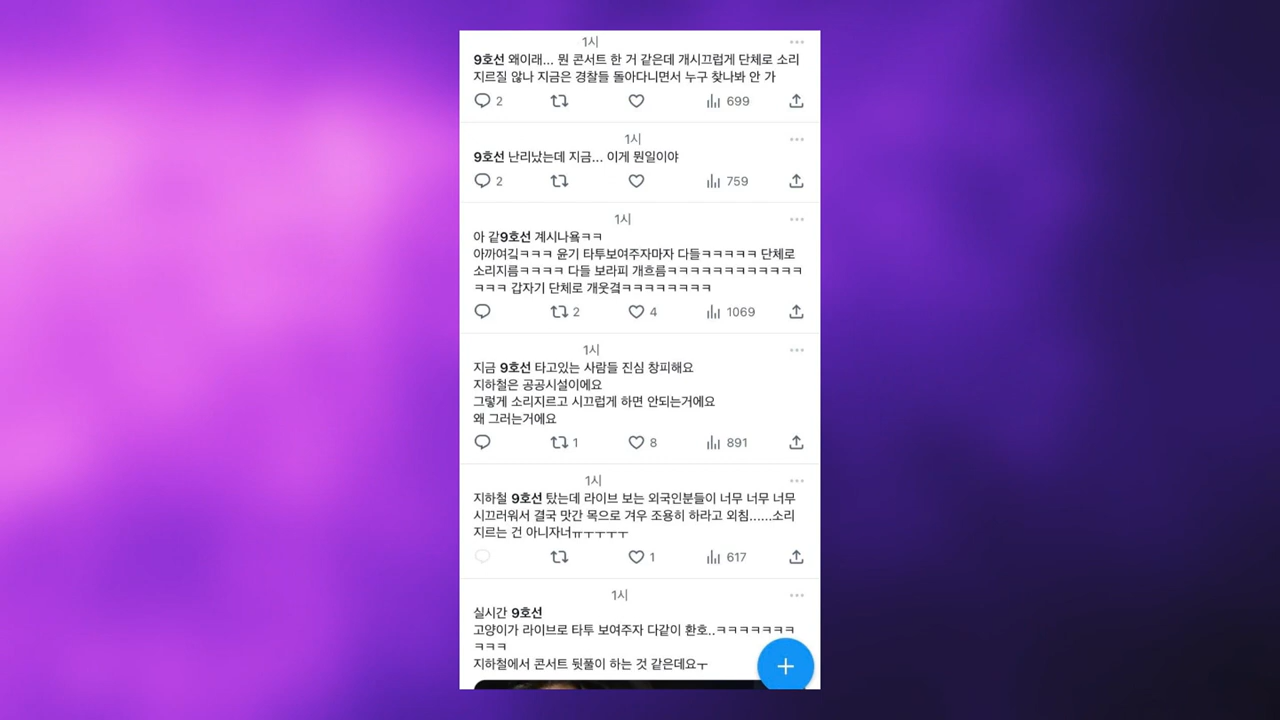 1시
9호선 왜이래... 뭔 콘서트 한 거 같은데 개시끄럽게 단체로 소리
지르질 않나 지금은 경찰들 돌아다니면서 누구 찾나봐 안 가
2
699
1시
9호선 난리났는데 지금... 이게 뭔일이야
2
759
1시
아 같9호선 계시나욬ㅋㅋ
아까여긬ㅋㅋㅋ 윤기 타투보여주자마자 다들ㅋㅋㅋㅋㅋ 단체로
소리지름ㅋㅋㅋㅋ 다들 보라피 개흐름ㅋㅋㅋㅋㅋㅋㅋㅋㅋㅋㅋㅋ
ㅋㅋㅋ 갑자기 단체로 개웃곀ㅋㅋㅋㅋㅋㅋㅋㅋ
2
4
1069
1시
지금 9호선 타고있는 사람들 진심 창피해요
지하철은 공공시설이에요
그렇게 소리지르고 시끄럽게 하면 안되는거에요
왜 그러는거에요
1
8
891
1시
지하철 9호선 탔는데 라이브 보는 외국인분들이 너무 너무 너무
시끄러워서 결국 맛간 목으로 겨우 조용히 하라고 외침......소리
지르는 건 아니자너ㅠㅜㅜㅜㅜ
1
617
1시
실시간 9호선
고양이가 라이브로 타투 보여주자 다같이 환호..ㅋㅋㅋㅋㅋㅋㅋ
ㅋㅋㅋ
지하철에서 콘서트 뒷풀이 하는 것 같은데요ㅜ